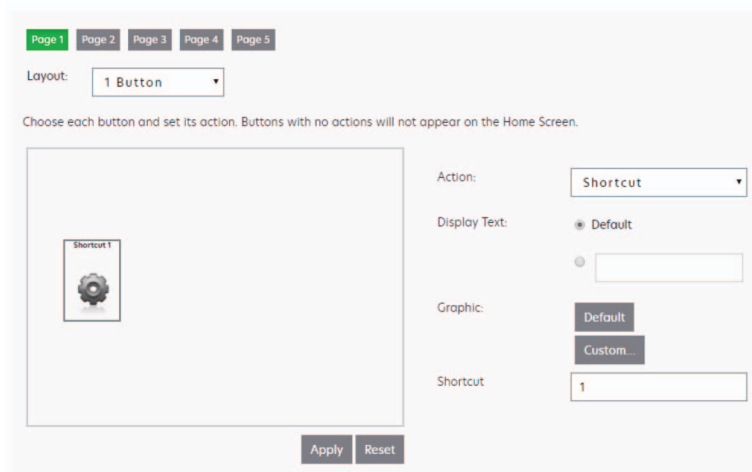 Page 1 Page 2 Page 3 Page 4 Page 5
Layout: 1 Button
Choose each button and set its action. Buttons with no actions will not appear on the Home Screen.
Shortcut 1
Action: Shortcut
Display Text: Default
Graphic: Default
Custom...
Shortcut 1
Apply Reset